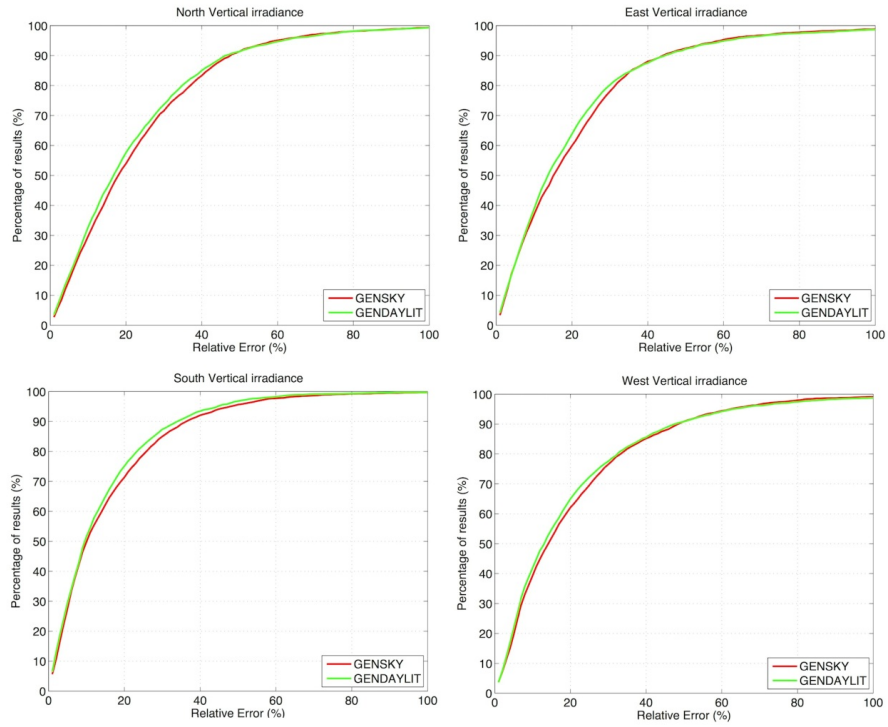 North Vertical irradiance
100
90
80
70
60
50
40
30
20
10
0
Percentage of results (%)
GENSKY
GENDAYLIT
0 20 40 60 80 100
Relative Error (%)
East Vertical irradiance
100
90
80
70
60
50
40
30
20
10
0
Percentage of results (%)
GENSKY
GENDAYLIT
0 20 40 60 80 100
Relative Error (%)
South Vertical irradiance
100
90
80
70
60
50
40
30
20
10
0
Percentage of results (%)
GENSKY
GENDAYLIT
0 20 40 60 80 100
Relative Error (%)
West Vertical irradiance
100
90
80
70
60
50
40
30
20
10
0
Percentage of results (%)
GENSKY
GENDAYLIT
0 20 40 60 80 100
Relative Error (%)